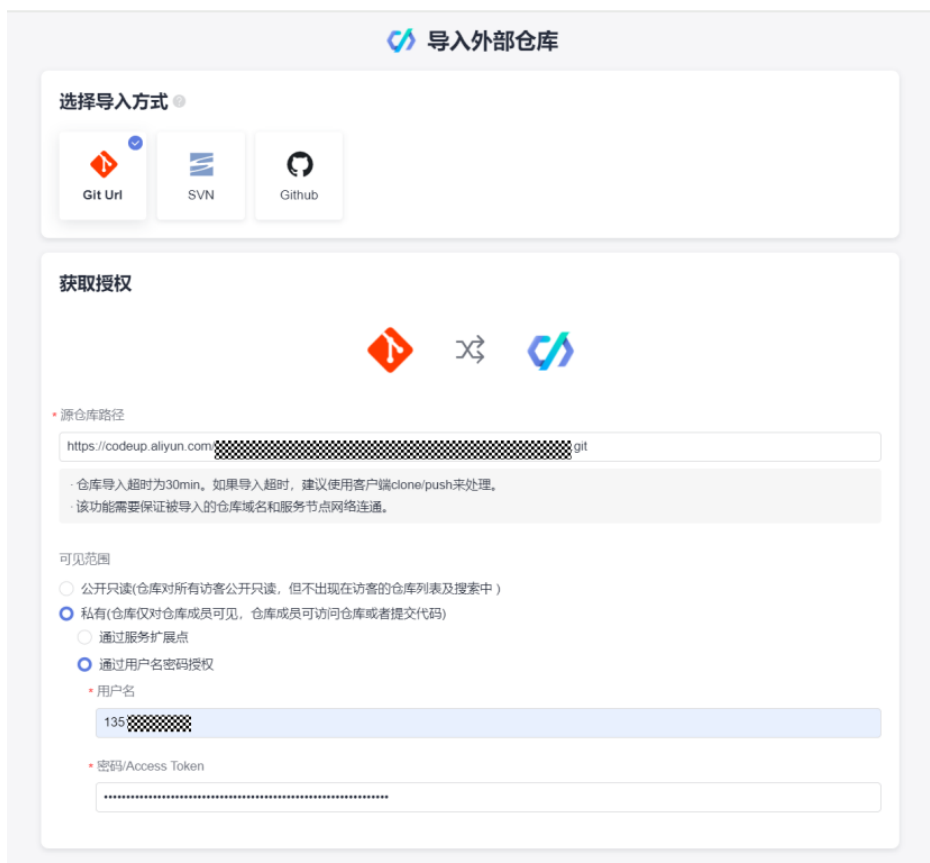 导入外部仓库
选择导入方式
Git Url
SVN
Github
获取授权
* 源仓库路径
https://codeup.aliyun.com/ git
· 仓库导入超时为30min。如果导入超时，建议使用客户端clone/push来处理。
· 该功能需要保证被导入的仓库域名和服务节点网络连通。
可见范围
公开只读(仓库对所有访客公开只读，但不出现在访客的仓库列表及搜索中 )
私有(仓库仅对仓库成员可见，仓库成员可访问仓库或者提交代码)
通过服务扩展点
通过用户名密码授权
* 用户名
135
* 密码/Access Token